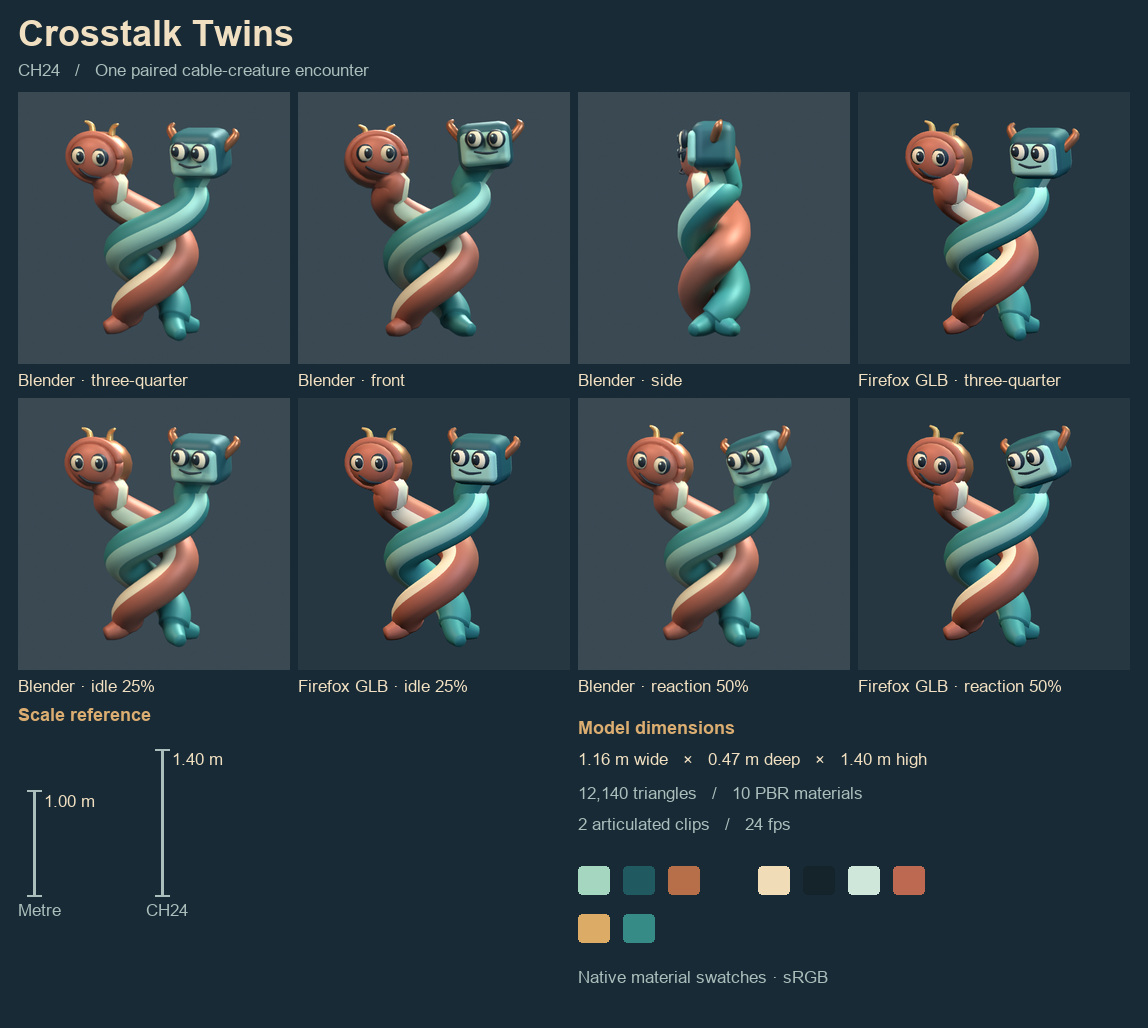 Crosstalk Twins
CH24 / One paired cable-creature encounter
Blender · three-quarter
Blender · front
Blender · side
Firefox GLB · three-quarter
Blender · idle 25%
Firefox GLB · idle 25%
Blender · reaction 50%
Firefox GLB · reaction 50%
Scale reference
1.40 m
1.00 m
Metre
CH24
Model dimensions
1.16 m wide × 0.47 m deep × 1.40 m high
12,140 triangles / 10 PBR materials
2 articulated clips / 24 fps
Native material swatches · sRGB